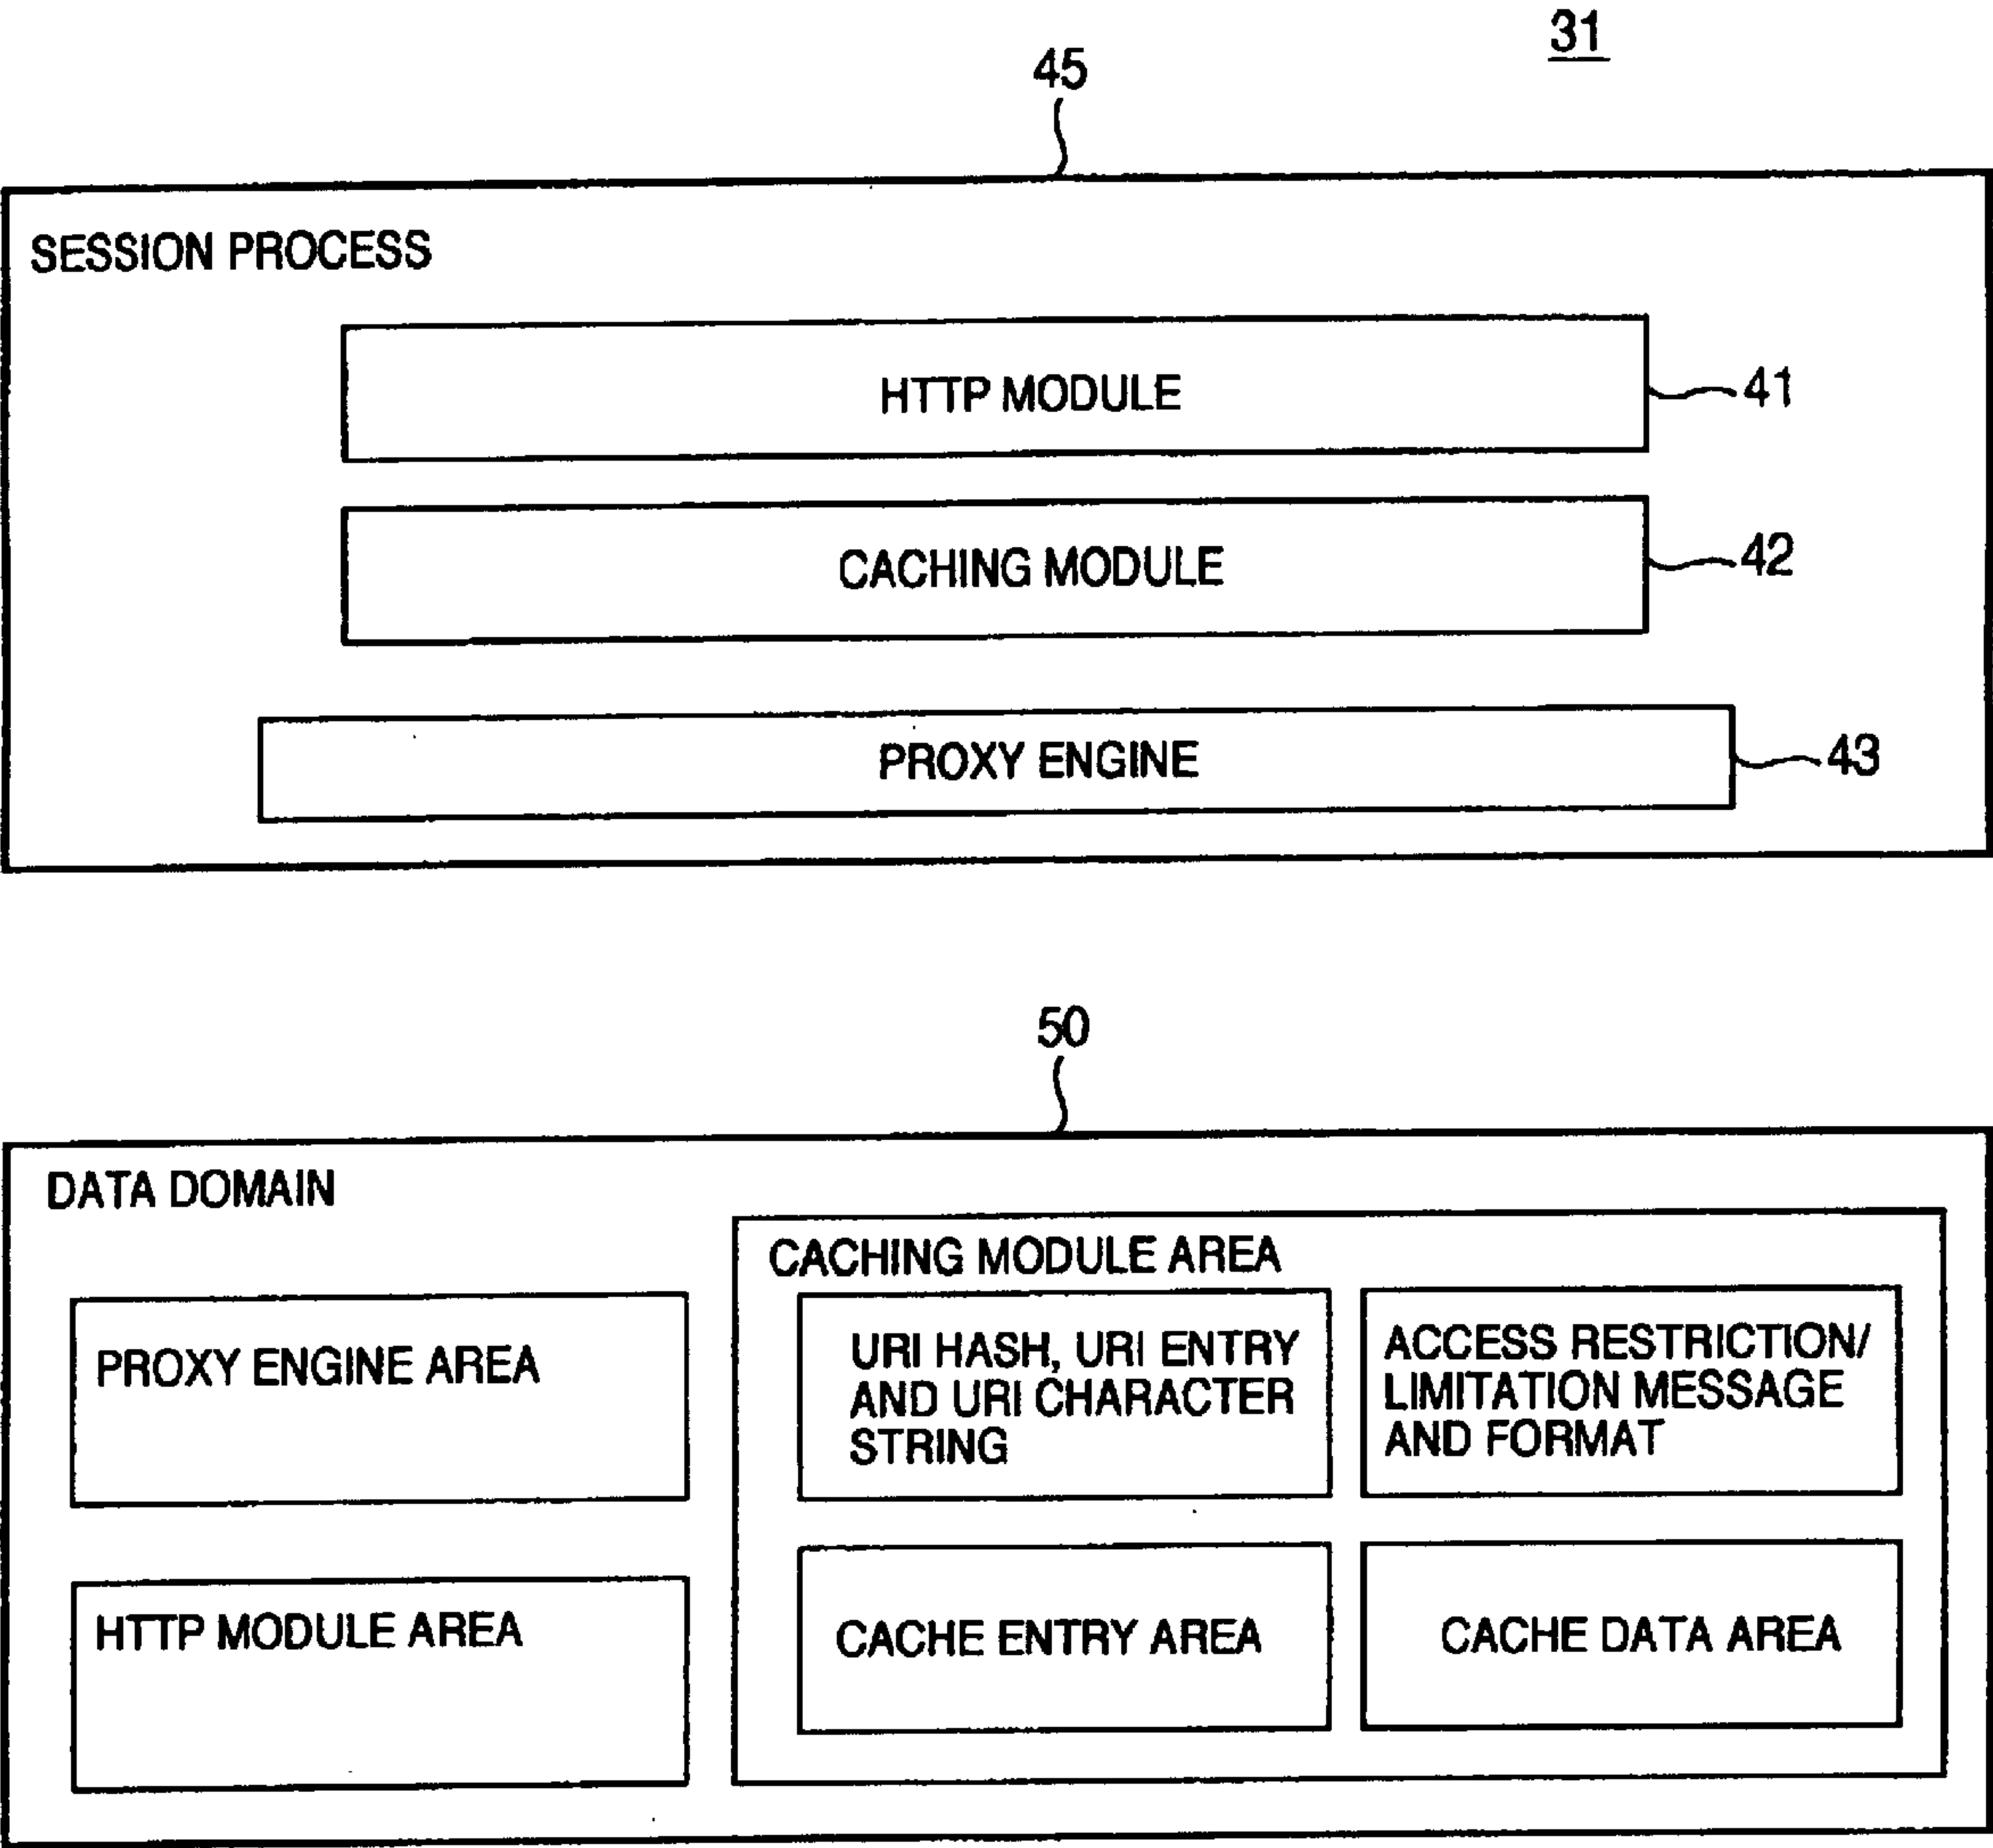 31
45
SESSION PROCESS
HTTP MODULE
41
CACHING MODULE
42
PROXY ENGINE
43
50
DATA DOMAIN
CACHING MODULE AREA
PROXY ENGINE AREA
URI HASH, URI ENTRY
AND URI CHARACTER
STRING
ACCESS RESTRICTION/
LIMITATION MESSAGE
AND FORMAT
HTTP MODULE AREA
CACHE ENTRY AREA
CACHE DATA AREA